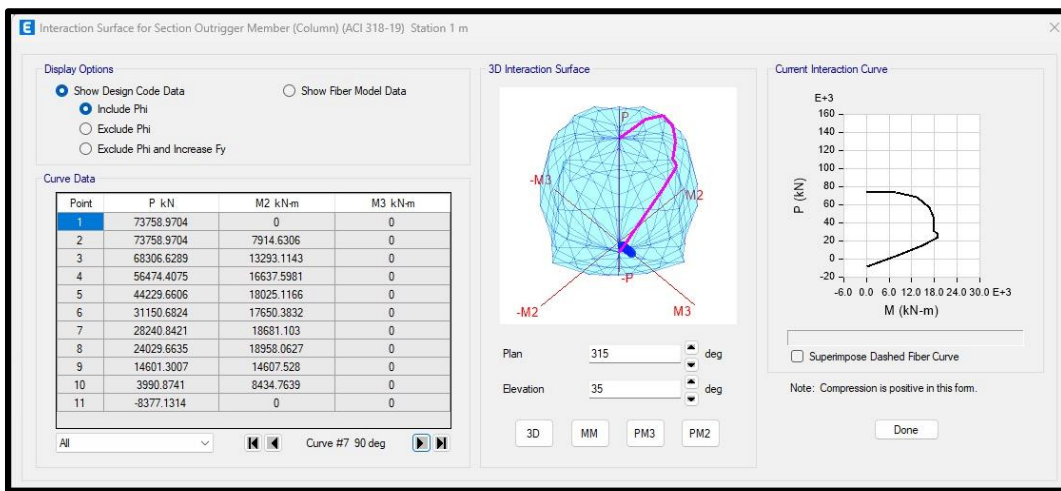 E Interaction Surface for Section Outrigger Member (Column) (ACI 318-19) Station 1 m
Display Options
Show Design Code Data
Show Fiber Model Data
Include Phi
Exclude Phi
Exclude Phi and Increase Fy
Curve Data
Point P kN M2 kN-m M3 kN-m
1 73758.9704 0 0
2 73758.9704 7914.6306 0
3 68306.6289 13293.1143 0
4 56474.4075 16637.5981 0
5 44229.6606 18025.1166 0
6 31150.6824 17650.3832 0
7 28240.8421 18681.103 0
8 24029.6635 18958.0627 0
9 14601.3007 14607.528 0
10 3990.8741 8434.7639 0
11 -8377.1314 0 0
All
Curve #7 90 deg
3D Interaction Surface
P
-M3
M2
-P
-M2
M3
Plan 315 deg
Elevation 35 deg
3D MM PM3 PM2
Current Interaction Curve
E+3
160
140
120
100
80
60
40
20
0
-20
P (kN)
-6.0 0.0 6.0 12.0 18.0 24.0 30.0 E+3
M (kN-m)
Superimpose Dashed Fiber Curve
Note: Compression is positive in this form.
Done